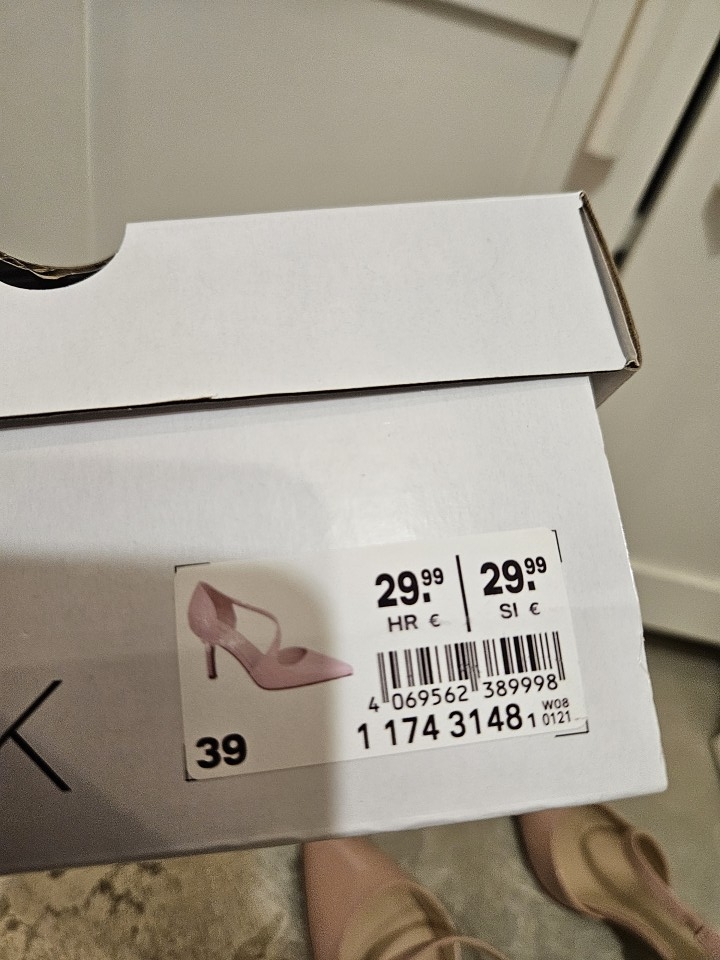 29.99 | 29.99
HR € SI €
4 069562 389998
1 174 3148 1 W08
0121
39
K